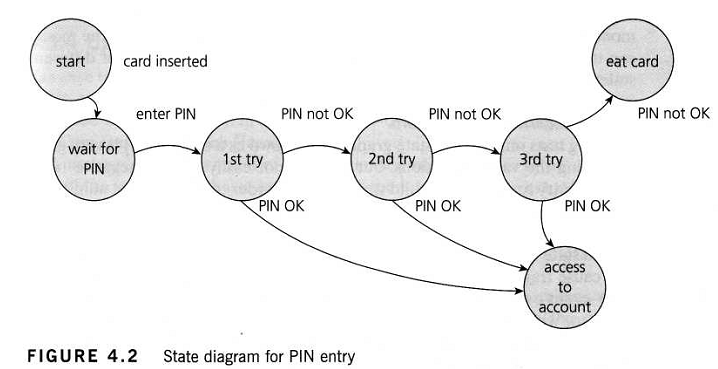 start
card inserted
eat card
enter PIN
PIN not OK
PIN not OK
PIN not OK
wait for
PIN
1st try
2nd try
3rd try
PIN OK
PIN OK
PIN OK
access
to
account
FIGURE 4.2 State diagram for PIN entry